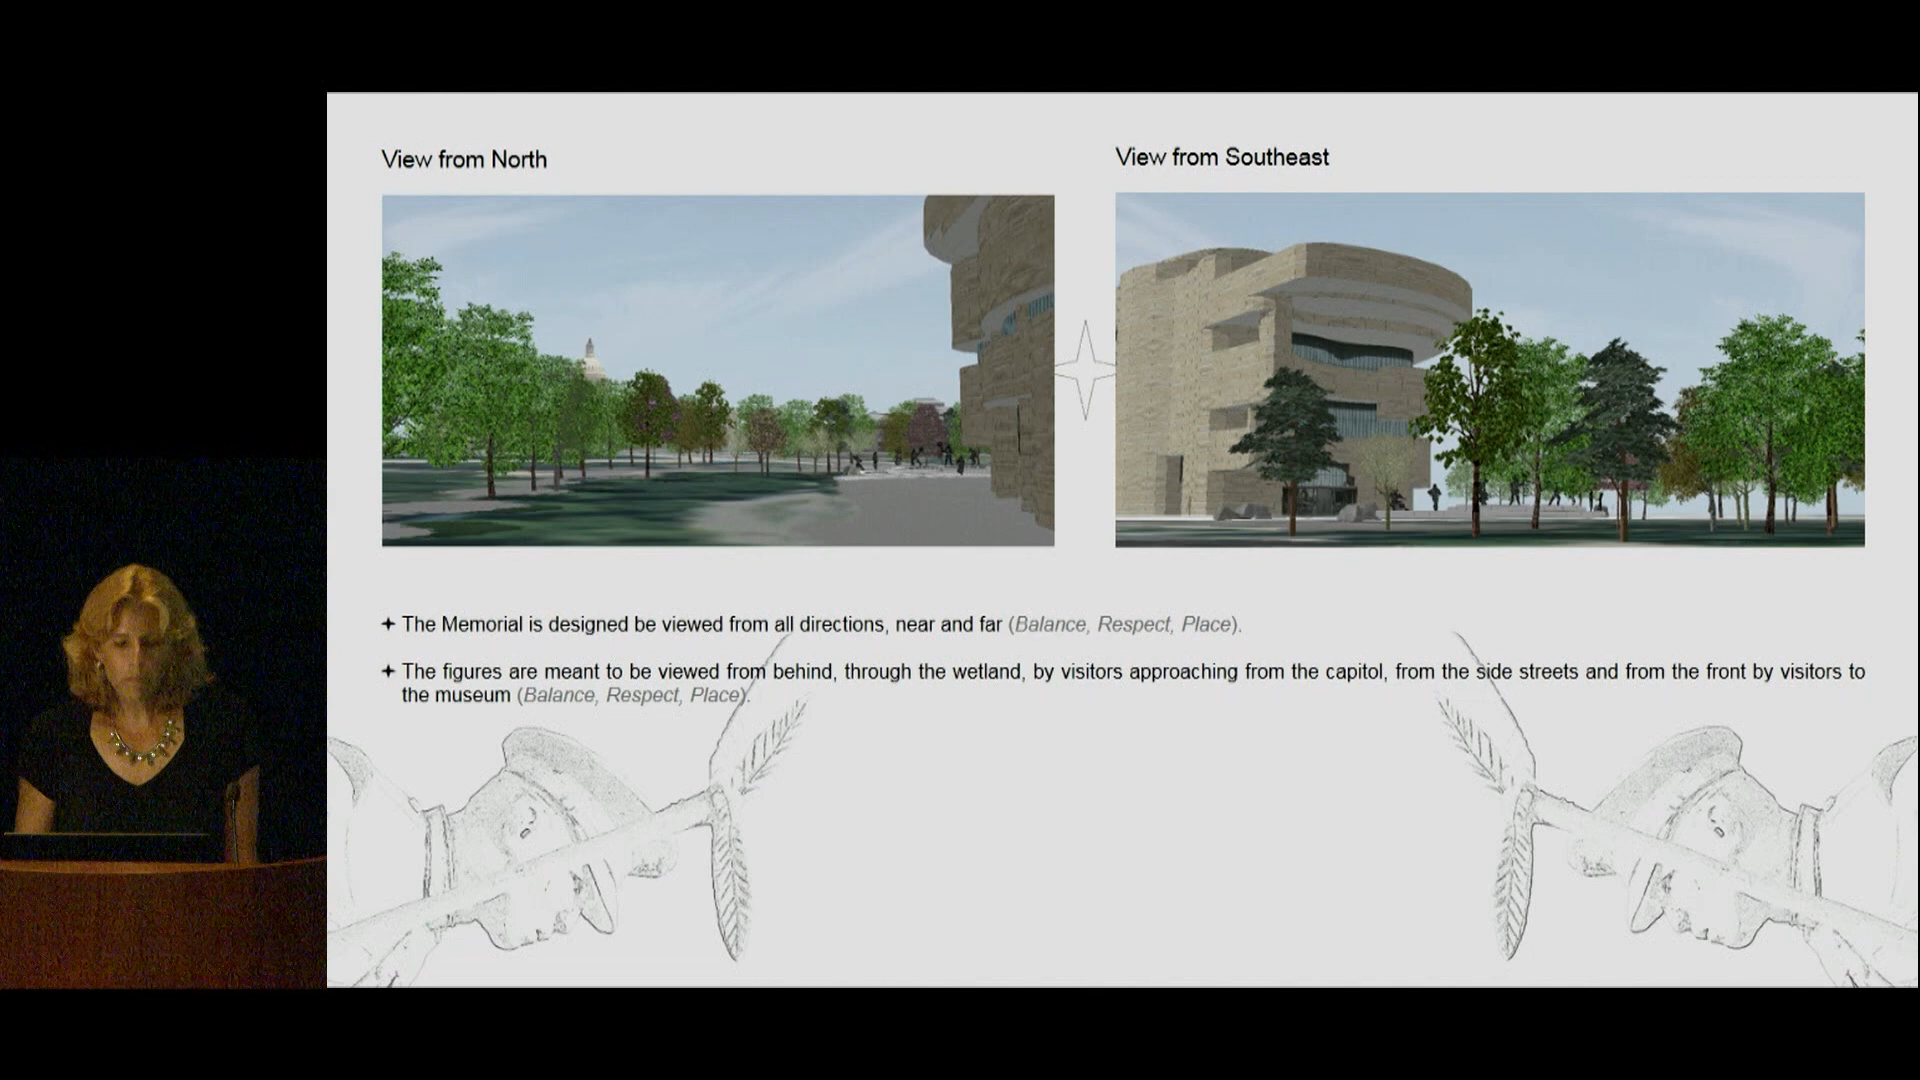 View from North
View from Southeast
✦ The Memorial is designed be viewed from all directions, near and far (Balance, Respect, Place).
✦ The figures are meant to be viewed from behind, through the wetland, by visitors approaching from the capitol, from the side streets and from the front by visitors to
the museum (Balance, Respect, Place).